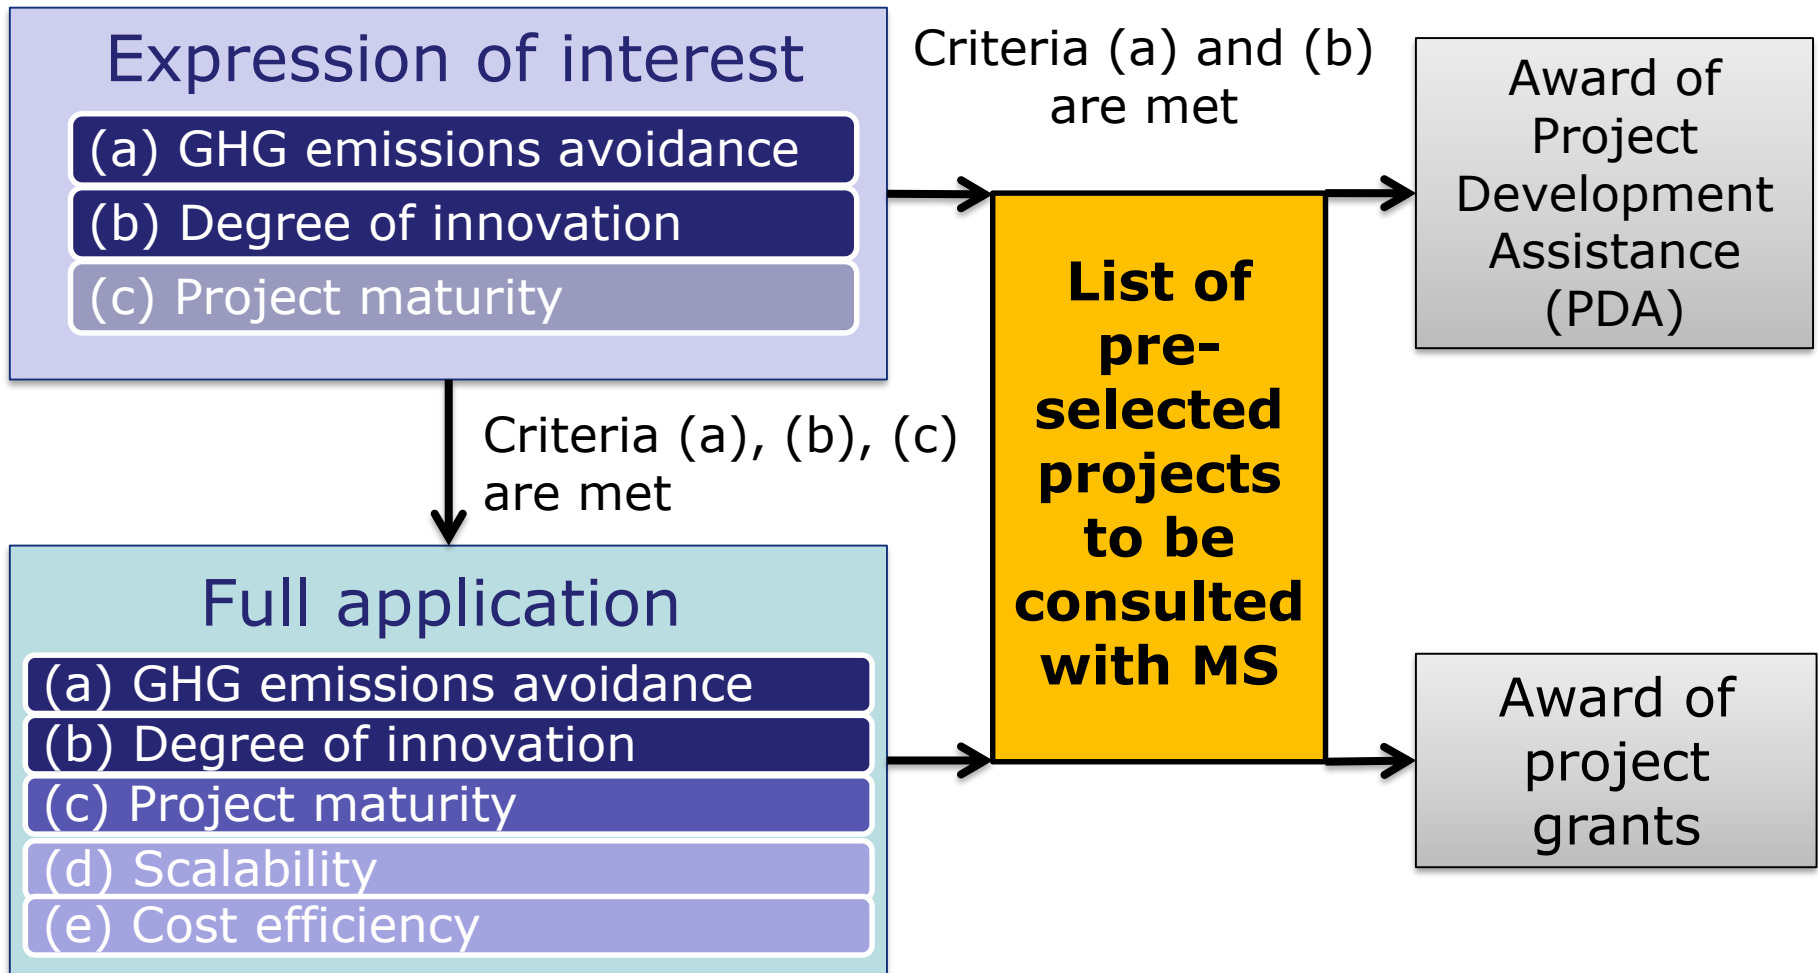 Expression of interest
(a) GHG emissions avoidance
(b) Degree of innovation
(c) Project maturity
Criteria (a) and (b)
are met
Award of
Project
Development
Assistance
(PDA)
List of
pre-
selected
projects
to be
consulted
with MS
Criteria (a), (b), (c)
are met
Full application
(a) GHG emissions avoidance
(b) Degree of innovation
(c) Project maturity
(d) Scalability
(e) Cost efficiency
Award of
project
grants